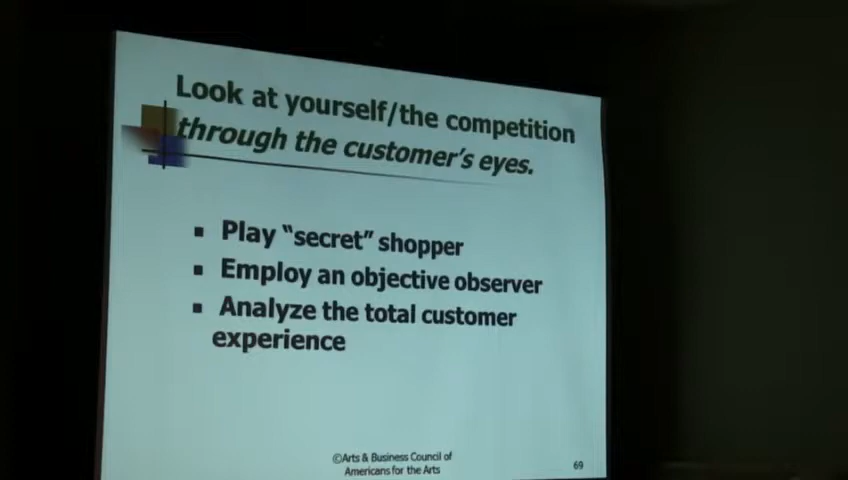 Look at yourself/the competition
through the customer's eyes.
▪ Play “secret” shopper
▪ Employ an objective observer
▪ Analyze the total customer
experience
©Arts & Business Council of
Americans for the Arts
69